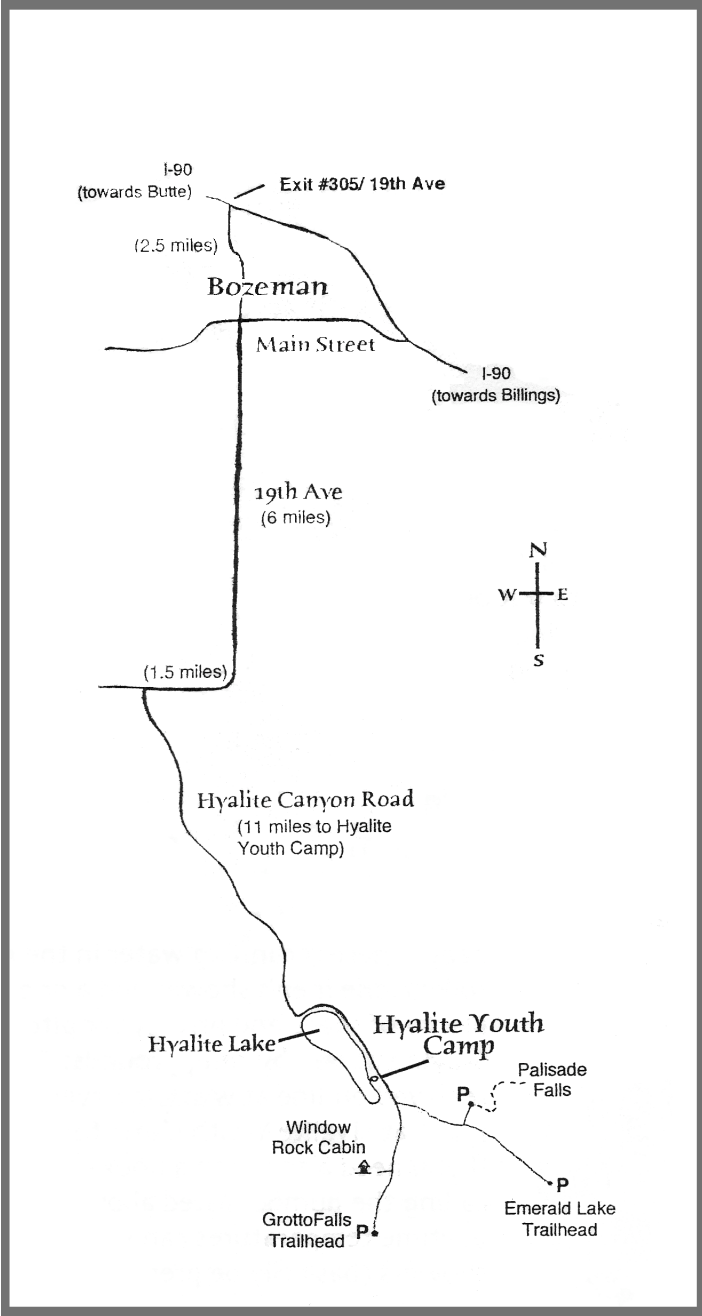 I-90
(towards Butte)
Exit #305/ 19th Ave
(2.5 miles)
Bozeman
Main Street
I-90
(towards Billings)
19th Ave
(6 miles)
N
W
E
S
(1.5 miles)
Hyalite Canyon Road
(11 miles to Hyalite
Youth Camp)
Hyalite Lake
Hyalite Youth
Camp
Palisade
Falls
P
Window
Rock Cabin
P
Emerald Lake
Trailhead
GrottoFalls
Trailhead
P